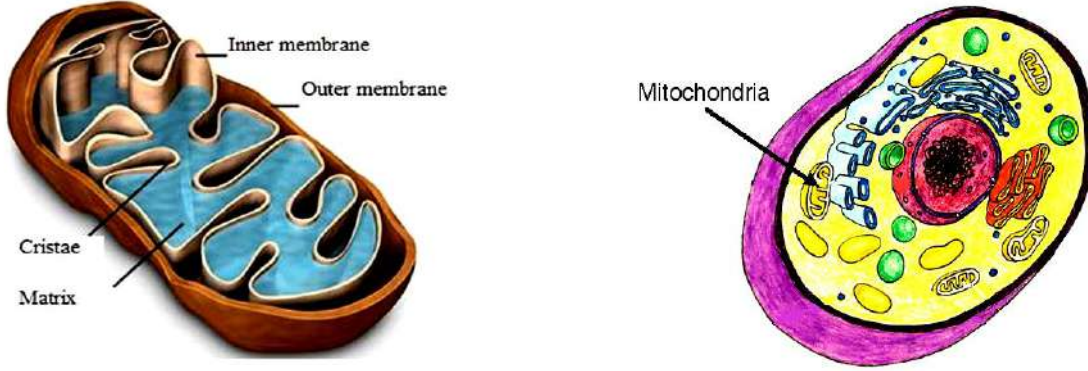 Inner membrane
Outer membrane
Mitochondria
Cristae
Matrix